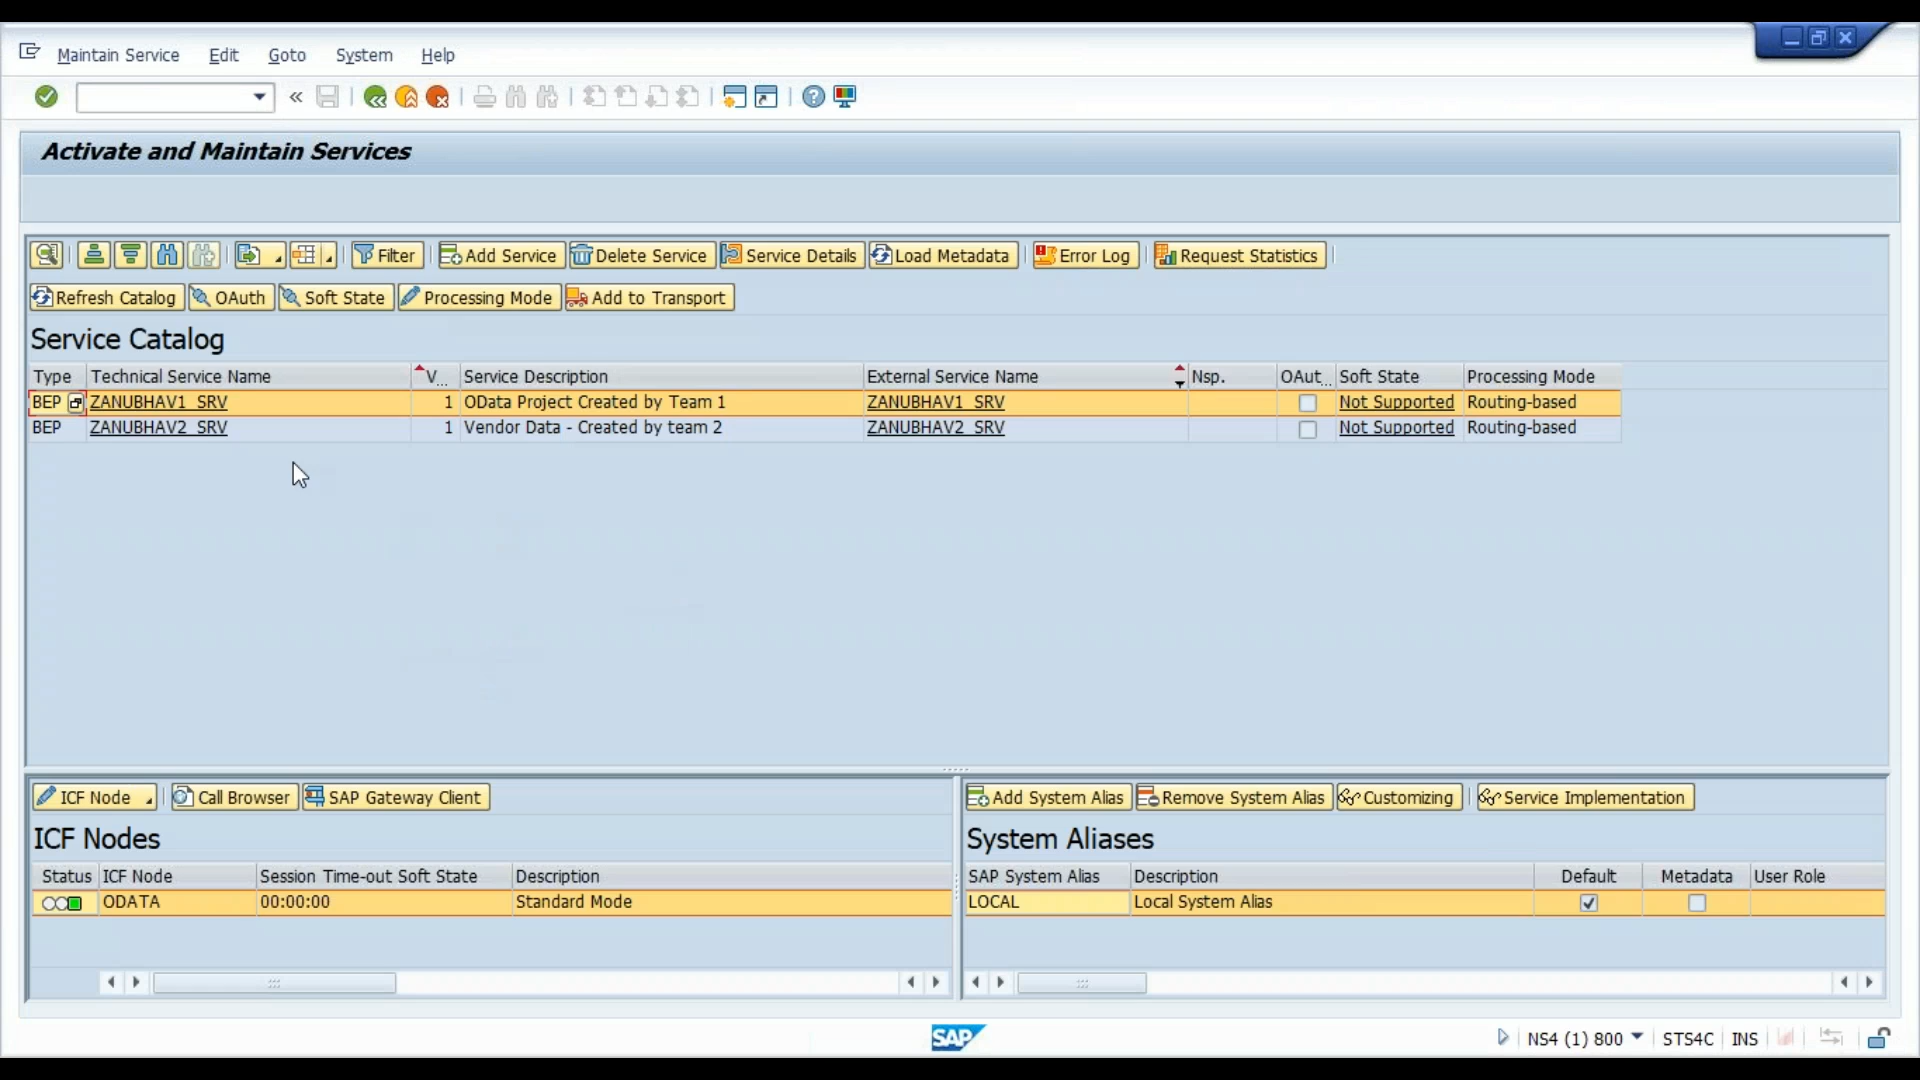 Maintain Service Edit Goto System Help
Activate and Maintain Services
Filter Add Service Delete Service Service Details Load Metadata Error Log Request Statistics
Refresh Catalog OAuth Soft State Processing Mode Add to Transport
Service Catalog
Type Technical Service Name V... Service Description External Service Name Nsp. OAut... Soft State Processing Mode
BEP ZANUBHAV1_SRV 1 OData Project Created by Team 1 ZANUBHAV1_SRV Not Supported Routing-based
BEP ZANUBHAV2_SRV 1 Vendor Data - Created by team 2 ZANUBHAV2_SRV Not Supported Routing-based
ICF Node Call Browser SAP Gateway Client
ICF Nodes
Status ICF Node Session Time-out Soft State Description
ODATA 00:00:00 Standard Mode
Add System Alias Remove System Alias Customizing Service Implementation
System Aliases
SAP System Alias Description Default Metadata User Role
LOCAL Local System Alias
SAP NS4 (1) 800 STS4C INS